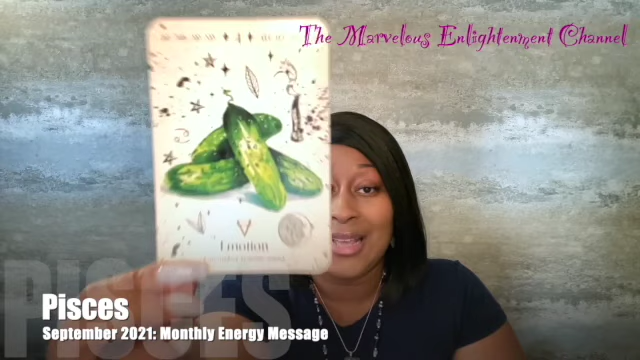 The Marvelous Enlightenment Channel
Emotion
PISCES
Pisces
September 2021: Monthly Energy Message